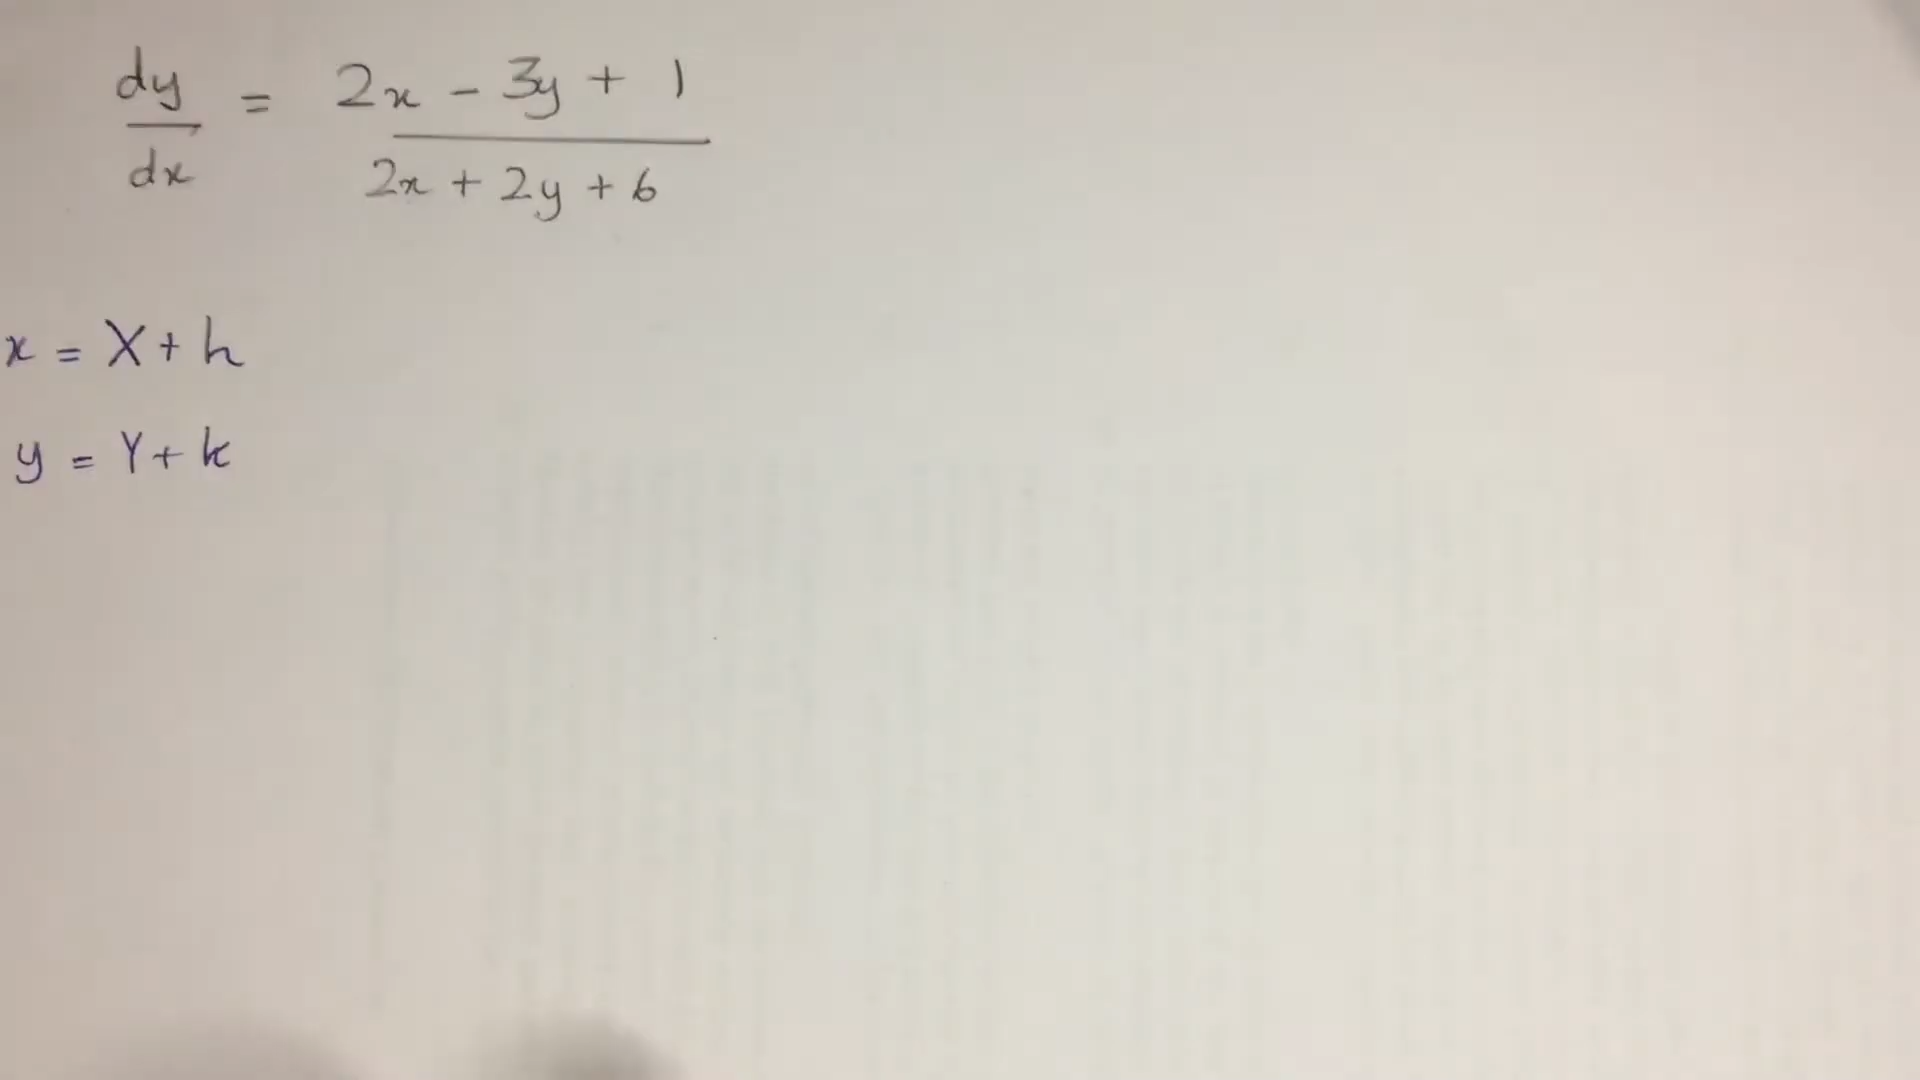 dy/dx = (2x - 3y + 1)/(2x + 2y + 6)
x = X + h
y = Y + k